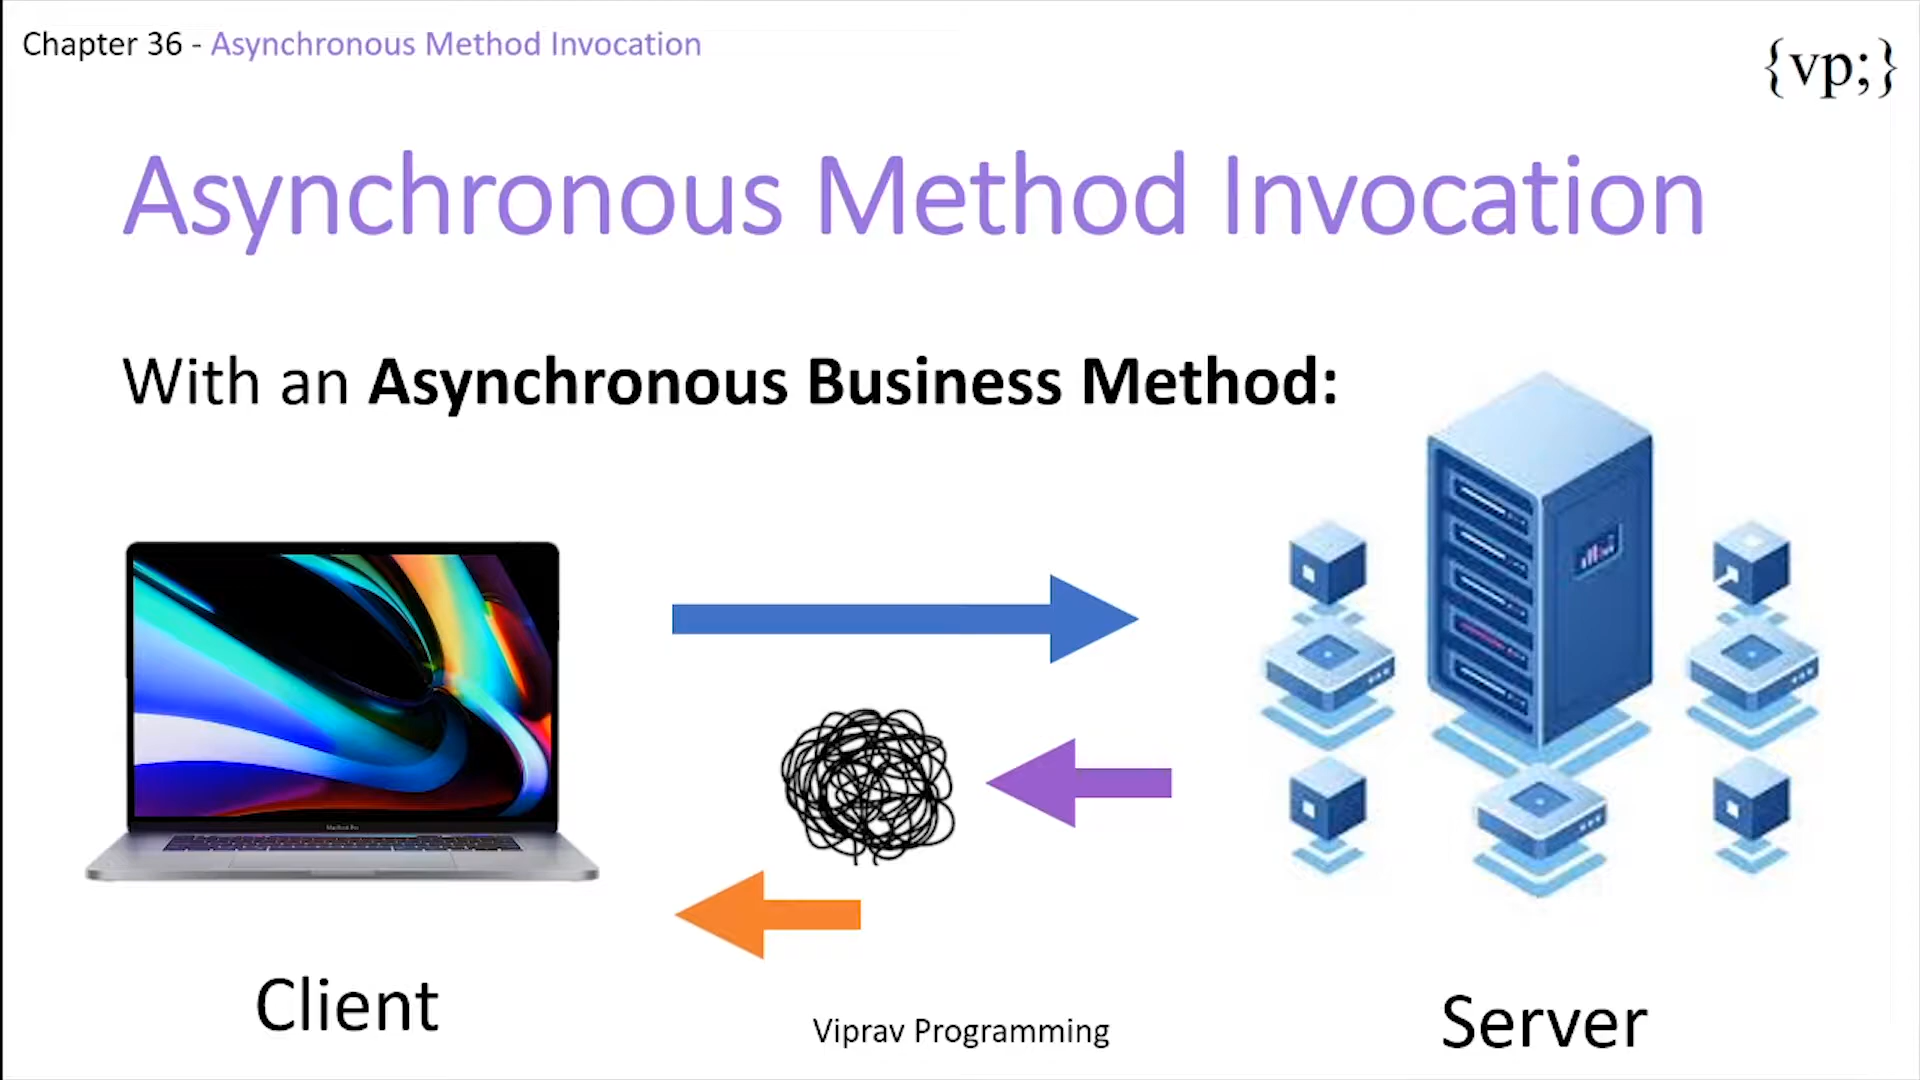 Chapter 36 - Asynchronous Method Invocation
{vp;}
Asynchronous Method Invocation
With an Asynchronous Business Method:
Client
Viprav Programming
Server